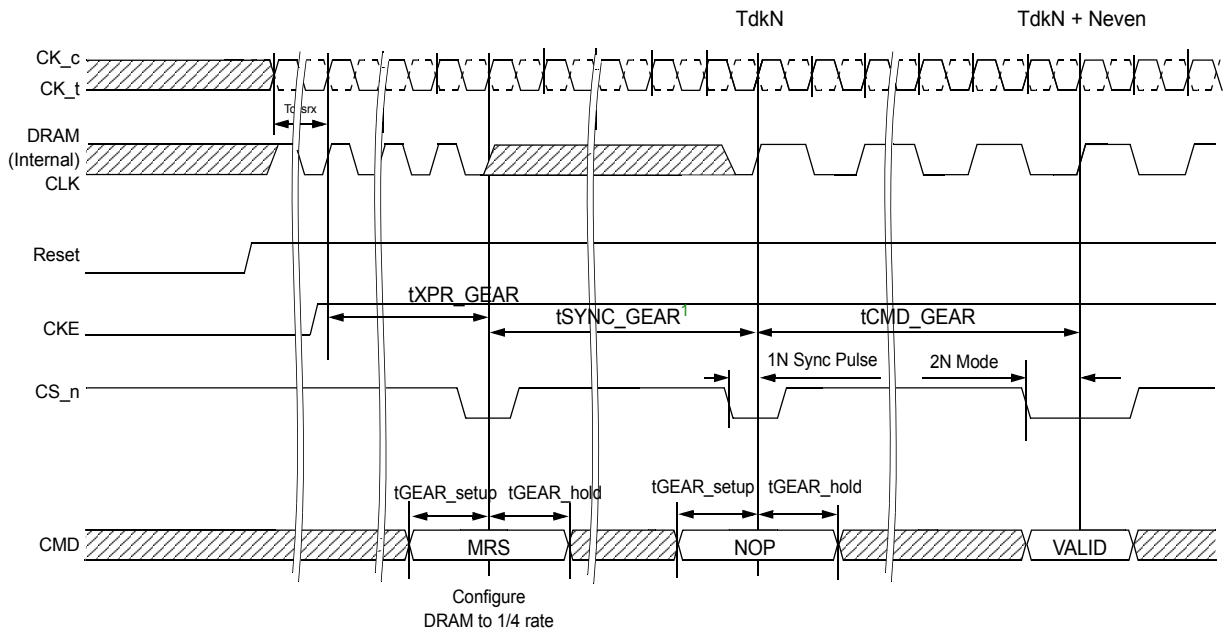 TdkN
TdkN + Neven
CK_c
CK_t
DRAM
(Internal)
CLK
Reset
tXPR_GEAR
CKE
tSYNC_GEAR1
tCMD_GEAR
1N Sync Pulse
2N Mode
CS_n
tGEAR_setup
tGEAR_hold
tGEAR_setup
tGEAR_hold
CMD
MRS
NOP
VALID
Configure
DRAM to 1/4 rate